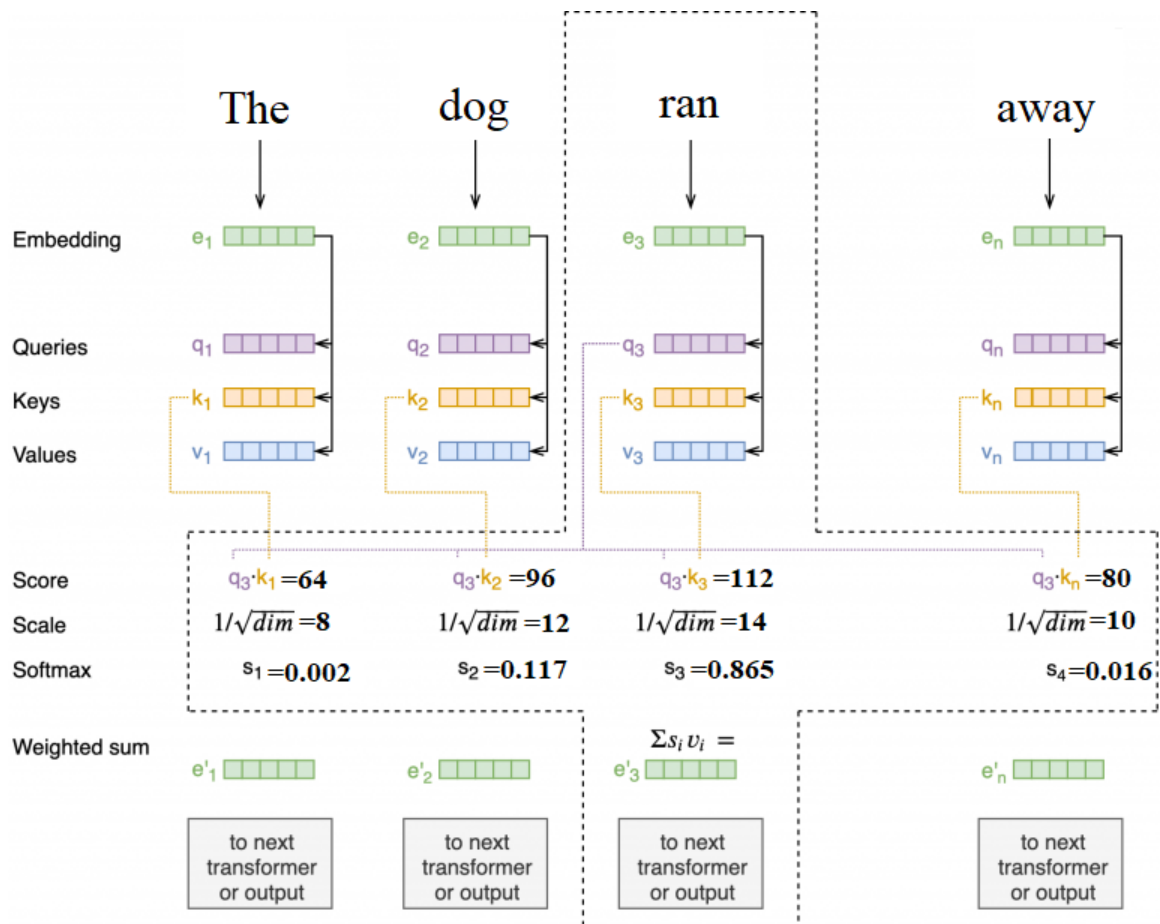 The dog ran away
Embedding e₁ e₂ e₃ eₙ
Queries q₁ q₂ q₃ qₙ
Keys k₁ k₂ k₃ kₙ
Values v₁ v₂ v₃ vₙ
Score q₃·k₁ =64 q₃·k₂ =96 q₃·k₃ =112 q₃·kₙ =80
Scale 1/√dim =8 1/√dim =12 1/√dim =14 1/√dim =10
Softmax s₁ =0.002 s₂ =0.117 s₃ =0.865 s₄ =0.016
Weighted sum Σsᵢvᵢ =
e'₁ e'₂ e'₃ e'ₙ
to next to next to next to next
transformer transformer transformer transformer
or output or output or output or output